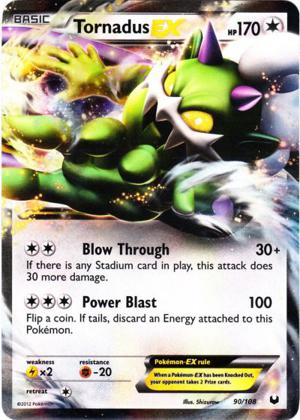 BASIC
Tornadus EX HP 170
Blow Through 30+
If there is any Stadium card in play, this attack does
30 more damage.
Power Blast 100
Flip a coin. If tails, discard an Energy attached to this
Pokémon.
weakness resistance
×2 -20
retreat
Pokémon-EX rule
When a Pokémon-EX has been Knocked Out,
your opponent takes 2 Prize cards.
Illus. Shizurow 90/108
©2012 Pokémon